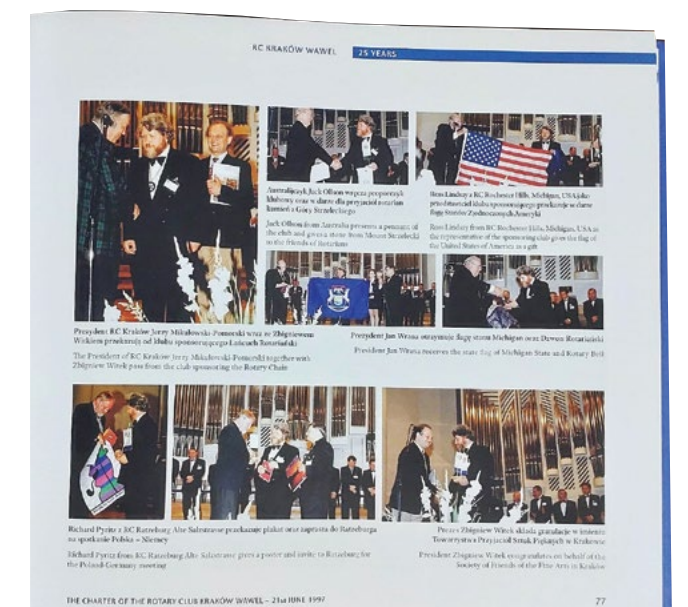 RC KRAKÓW WAWEL 25 YEARS
Australijczyk Jack Ollson wręcza proporczyk
klubowy oraz w darze dla przyjaciół rotarian
kamień z Góry Strzeleckiego
Jack Ollson from Australia presents a pennant of
the club and gives a stone from Mount Strzelecki
to the friends of Rotarians
Ross Lindsay z RC Rochester Hills, Michigan, USA jako
przedstawiciel klubu sponsorującego przekazuje w darze
flagę Stanów Zjednoczonych Ameryki
Ross Lindsay from RC Rochester Hills, Michigan, USA as
the representative of the sponsoring club gives the flag of
the United States of America as a gift
Prezydent RC Kraków Jerzy Mikułowski-Pomorski wraz ze Zbigniewem
Witkiem przekazują od klubu sponsorującego Łańcuch Rotariański
The President of RC Kraków Jerzy Mikułowski-Pomorski together with
Zbigniew Witek pass from the club sponsoring the Rotary Chain
Prezydent Jan Wrana otrzymuje flagę stanu Michigan oraz Dzwon Rotariański
President Jan Wrana receives the state flag of Michigan State and Rotary Bell
Richard Pyritz z RC Ratzeburg Alte Salzstrasse przekazuje plakat oraz zaprasza do Ratzeburga
na spotkanie Polska – Niemcy
Richard Pyritz from RC Ratzeburg Alte Salzstrasse gives a poster and invite to Ratzeburg for
the Poland-Germany meeting
Prezes Zbigniew Witek składa gratulacje w imieniu
Towarzystwa Przyjaciół Sztuk Pięknych w Krakowie
President Zbigniew Witek congratulates on behalf of the
Society of Friends of the Fine Arts in Kraków
THE CHARTER OF THE ROTARY CLUB KRAKÓW WAWEL – 21st JUNE 1997 77